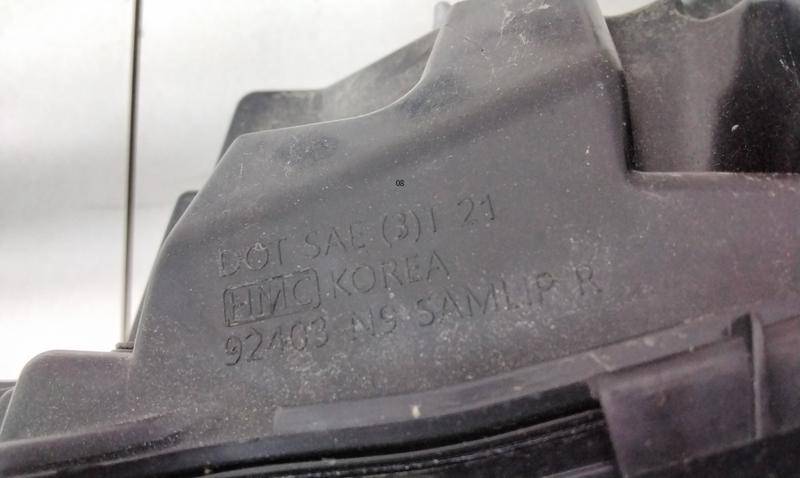 08
DOT SAE (3)I 21
HMC KOREA
92403 N9 SAMLIP R